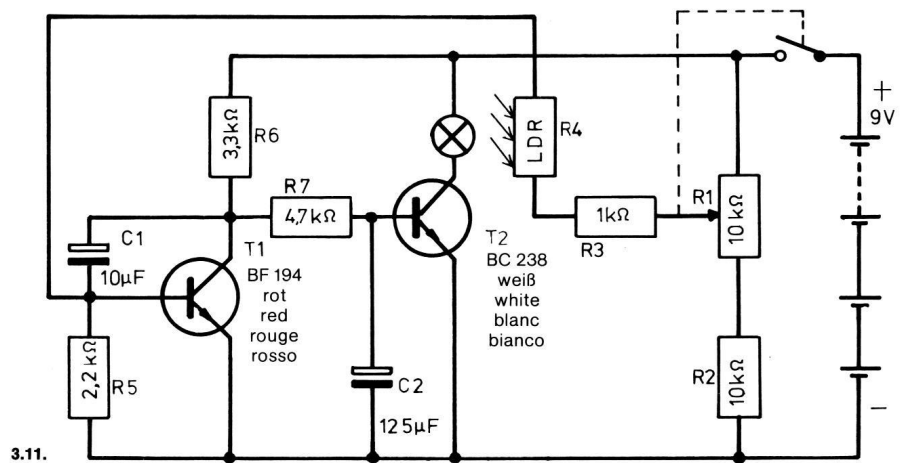 3,3kΩ
R6
LDR
R4
+
9V
R7
4,7kΩ
R1
10kΩ
C1
T1
1kΩ
R3
T2
10µF
BF 194
rot
red
rouge
rosso
BC 238
weiß
white
blanc
bianco
2,2kΩ
R5
C2
R2
10kΩ
125µF
−
3.11.